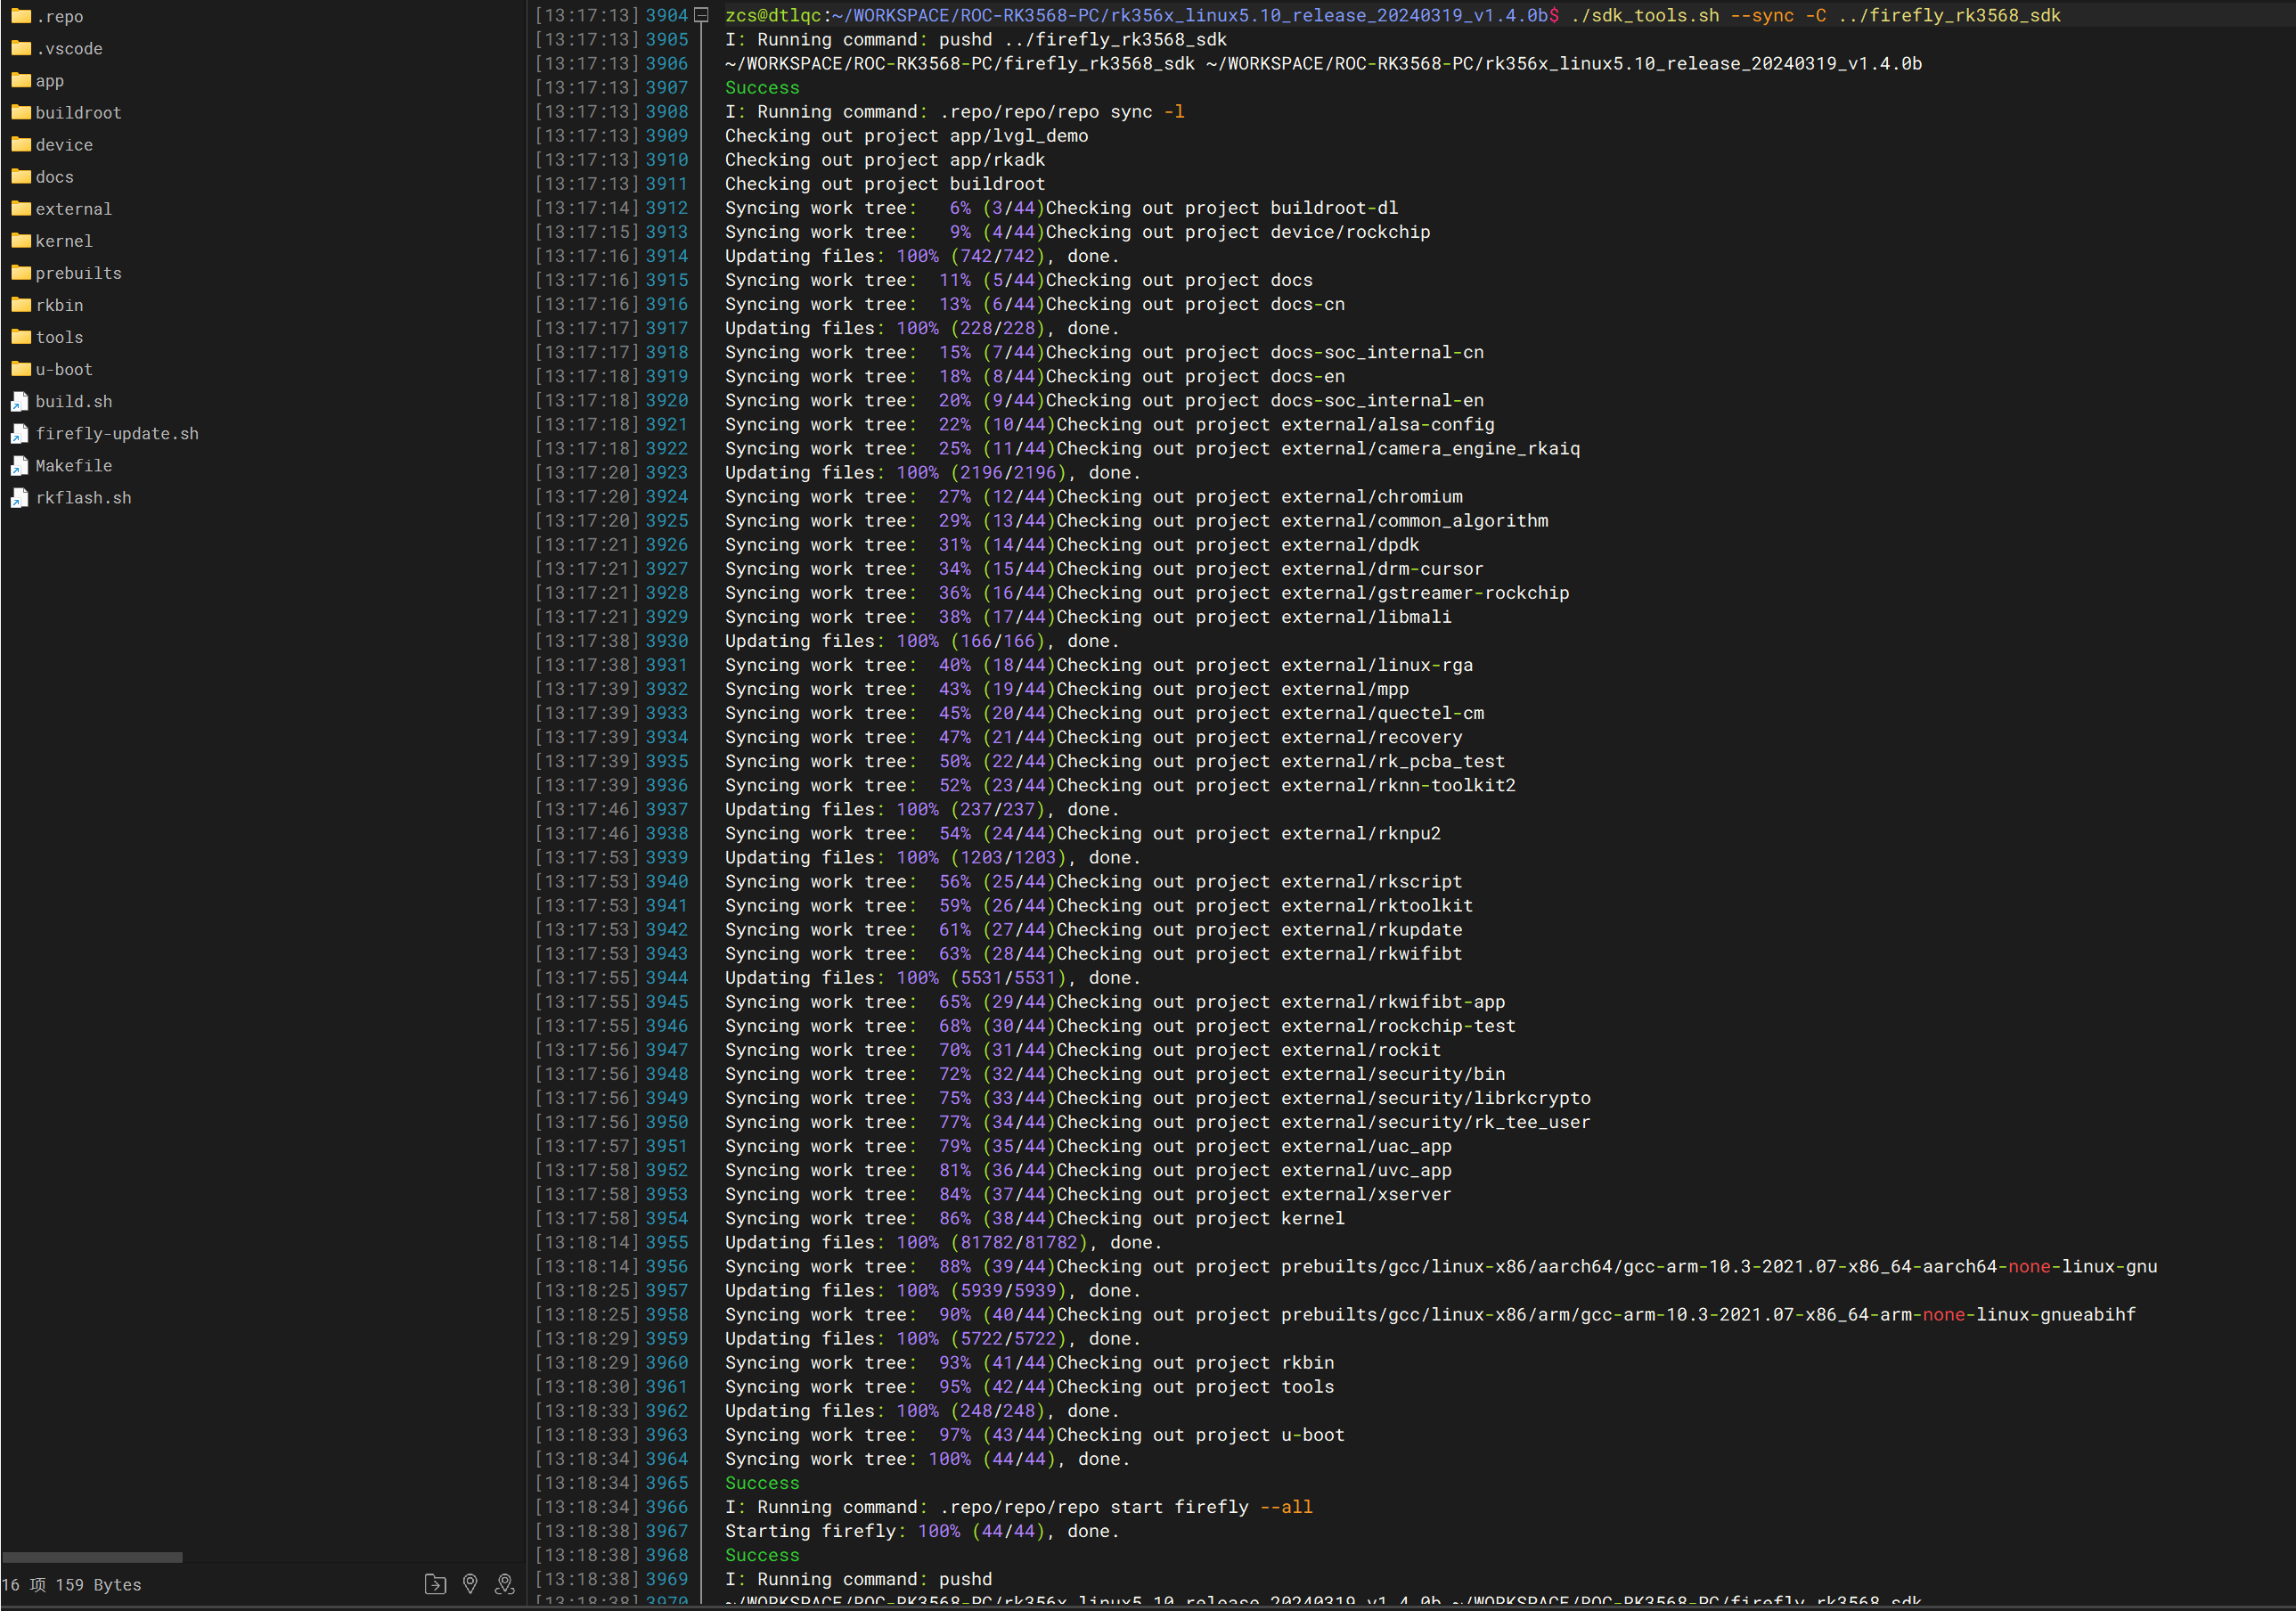 .repo
.vscode
app
buildroot
device
docs
external
kernel
prebuilts
rkbin
tools
u-boot
build.sh
firefly-update.sh
Makefile
rkflash.sh
16 项 159 Bytes
[13:17:13] 3904 zcs@dtlqc:~/WORKSPACE/ROC-RK3568-PC/rk356x_linux5.10_release_20240319_v1.4.0b$ ./sdk_tools.sh --sync -C ../firefly_rk3568_sdk
[13:17:13] 3905 I: Running command: pushd ../firefly_rk3568_sdk
[13:17:13] 3906 ~/WORKSPACE/ROC-RK3568-PC/firefly_rk3568_sdk ~/WORKSPACE/ROC-RK3568-PC/rk356x_linux5.10_release_20240319_v1.4.0b
[13:17:13] 3907 Success
[13:17:13] 3908 I: Running command: .repo/repo/repo sync -l
[13:17:13] 3909 Checking out project app/lvgl_demo
[13:17:13] 3910 Checking out project app/rkadk
[13:17:13] 3911 Checking out project buildroot
[13:17:14] 3912 Syncing work tree:   6% (3/44)Checking out project buildroot-dl
[13:17:15] 3913 Syncing work tree:   9% (4/44)Checking out project device/rockchip
[13:17:16] 3914 Updating files: 100% (742/742), done.
[13:17:16] 3915 Syncing work tree:  11% (5/44)Checking out project docs
[13:17:16] 3916 Syncing work tree:  13% (6/44)Checking out project docs-cn
[13:17:17] 3917 Updating files: 100% (228/228), done.
[13:17:17] 3918 Syncing work tree:  15% (7/44)Checking out project docs-soc_internal-cn
[13:17:18] 3919 Syncing work tree:  18% (8/44)Checking out project docs-en
[13:17:18] 3920 Syncing work tree:  20% (9/44)Checking out project docs-soc_internal-en
[13:17:18] 3921 Syncing work tree:  22% (10/44)Checking out project external/alsa-config
[13:17:18] 3922 Syncing work tree:  25% (11/44)Checking out project external/camera_engine_rkaiq
[13:17:20] 3923 Updating files: 100% (2196/2196), done.
[13:17:20] 3924 Syncing work tree:  27% (12/44)Checking out project external/chromium
[13:17:20] 3925 Syncing work tree:  29% (13/44)Checking out project external/common_algorithm
[13:17:21] 3926 Syncing work tree:  31% (14/44)Checking out project external/dpdk
[13:17:21] 3927 Syncing work tree:  34% (15/44)Checking out project external/drm-cursor
[13:17:21] 3928 Syncing work tree:  36% (16/44)Checking out project external/gstreamer-rockchip
[13:17:21] 3929 Syncing work tree:  38% (17/44)Checking out project external/libmali
[13:17:38] 3930 Updating files: 100% (166/166), done.
[13:17:38] 3931 Syncing work tree:  40% (18/44)Checking out project external/linux-rga
[13:17:39] 3932 Syncing work tree:  43% (19/44)Checking out project external/mpp
[13:17:39] 3933 Syncing work tree:  45% (20/44)Checking out project external/quectel-cm
[13:17:39] 3934 Syncing work tree:  47% (21/44)Checking out project external/recovery
[13:17:39] 3935 Syncing work tree:  50% (22/44)Checking out project external/rk_pcba_test
[13:17:39] 3936 Syncing work tree:  52% (23/44)Checking out project external/rknn-toolkit2
[13:17:46] 3937 Updating files: 100% (237/237), done.
[13:17:46] 3938 Syncing work tree:  54% (24/44)Checking out project external/rknpu2
[13:17:53] 3939 Updating files: 100% (1203/1203), done.
[13:17:53] 3940 Syncing work tree:  56% (25/44)Checking out project external/rkscript
[13:17:53] 3941 Syncing work tree:  59% (26/44)Checking out project external/rktoolkit
[13:17:53] 3942 Syncing work tree:  61% (27/44)Checking out project external/rkupdate
[13:17:53] 3943 Syncing work tree:  63% (28/44)Checking out project external/rkwifibt
[13:17:55] 3944 Updating files: 100% (5531/5531), done.
[13:17:55] 3945 Syncing work tree:  65% (29/44)Checking out project external/rkwifibt-app
[13:17:55] 3946 Syncing work tree:  68% (30/44)Checking out project external/rockchip-test
[13:17:56] 3947 Syncing work tree:  70% (31/44)Checking out project external/rockit
[13:17:56] 3948 Syncing work tree:  72% (32/44)Checking out project external/security/bin
[13:17:56] 3949 Syncing work tree:  75% (33/44)Checking out project external/security/librkcrypto
[13:17:56] 3950 Syncing work tree:  77% (34/44)Checking out project external/security/rk_tee_user
[13:17:57] 3951 Syncing work tree:  79% (35/44)Checking out project external/uac_app
[13:17:58] 3952 Syncing work tree:  81% (36/44)Checking out project external/uvc_app
[13:17:58] 3953 Syncing work tree:  84% (37/44)Checking out project external/xserver
[13:17:58] 3954 Syncing work tree:  86% (38/44)Checking out project kernel
[13:18:14] 3955 Updating files: 100% (81782/81782), done.
[13:18:14] 3956 Syncing work tree:  88% (39/44)Checking out project prebuilts/gcc/linux-x86/aarch64/gcc-arm-10.3-2021.07-x86_64-aarch64-none-linux-gnu
[13:18:25] 3957 Updating files: 100% (5939/5939), done.
[13:18:25] 3958 Syncing work tree:  90% (40/44)Checking out project prebuilts/gcc/linux-x86/arm/gcc-arm-10.3-2021.07-x86_64-arm-none-linux-gnueabihf
[13:18:29] 3959 Updating files: 100% (5722/5722), done.
[13:18:29] 3960 Syncing work tree:  93% (41/44)Checking out project rkbin
[13:18:30] 3961 Syncing work tree:  95% (42/44)Checking out project tools
[13:18:33] 3962 Updating files: 100% (248/248), done.
[13:18:33] 3963 Syncing work tree:  97% (43/44)Checking out project u-boot
[13:18:34] 3964 Syncing work tree: 100% (44/44), done.
[13:18:34] 3965 Success
[13:18:34] 3966 I: Running command: .repo/repo/repo start firefly --all
[13:18:38] 3967 Starting firefly: 100% (44/44), done.
[13:18:38] 3968 Success
[13:18:38] 3969 I: Running command: pushd
[13:18:38] 3970 ~/WORKSPACE/ROC-RK3568-PC/rk356x_linux5.10_release_20240319_v1.4.0b ~/WORKSPACE/ROC-RK3568-PC/firefly_rk3568_sdk